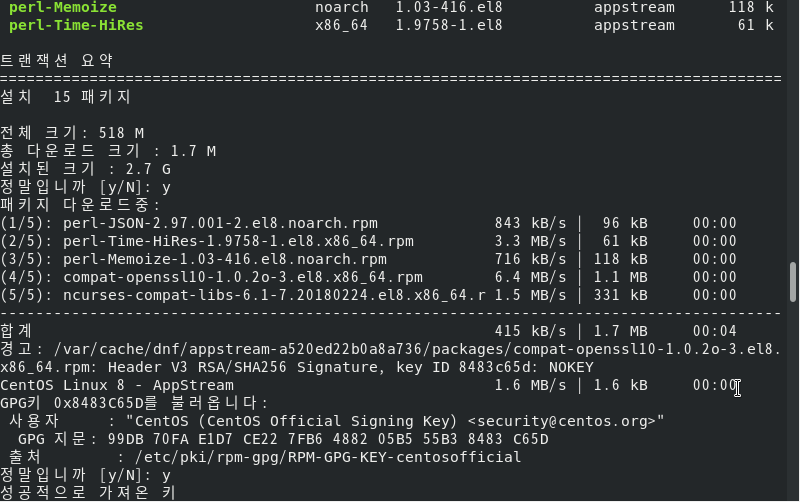 perl-Memoize noarch 1.03-416.el8 appstream 118 k
perl-Time-HiRes x86_64 1.9758-1.el8 appstream 61 k
트랜잭션 요약
================================================================================
설치 15 패키지
전체 크기: 518 M
총 다운로드 크기 : 1.7 M
설치된 크기 : 2.7 G
정말입니까 [y/N]: y
패키지 다운로드중:
(1/5): perl-JSON-2.97.001-2.el8.noarch.rpm 843 kB/s | 96 kB 00:00
(2/5): perl-Time-HiRes-1.9758-1.el8.x86_64.rpm 3.3 MB/s | 61 kB 00:00
(3/5): perl-Memoize-1.03-416.el8.noarch.rpm 716 kB/s | 118 kB 00:00
(4/5): compat-openssl10-1.0.2o-3.el8.x86_64.rpm 6.4 MB/s | 1.1 MB 00:00
(5/5): ncurses-compat-libs-6.1-7.20180224.el8.x86_64.r 1.5 MB/s | 331 kB 00:00
--------------------------------------------------------------------------------
합계 415 kB/s | 1.7 MB 00:04
경고: /var/cache/dnf/appstream-a520ed22b0a8a736/packages/compat-openssl10-1.0.2o-3.el8.
x86_64.rpm: Header V3 RSA/SHA256 Signature, key ID 8483c65d: NOKEY
CentOS Linux 8 - AppStream 1.6 MB/s | 1.6 kB 00:00
GPG키 0x8483C65D를 불러옵니다:
사용자 : "CentOS (CentOS Official Signing Key) <security@centos.org>"
GPG 지문: 99DB 70FA E1D7 CE22 7FB6 4882 05B5 55B3 8483 C65D
출처 : /etc/pki/rpm-gpg/RPM-GPG-KEY-centosofficial
정말입니까 [y/N]: y
성공적으로 가져온 키